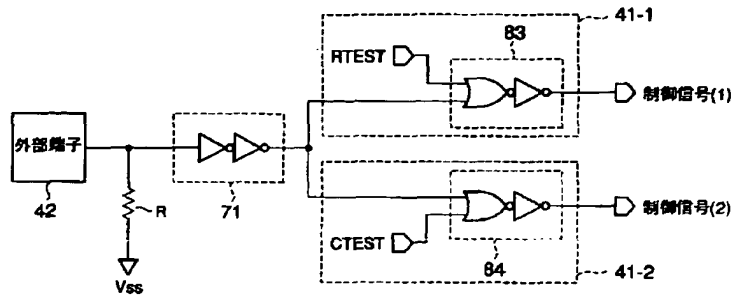 41-1
83
RTEST
制御信号(1)
外部端子
42
R
71
Vss
制御信号(2)
CTEST
84
41-2